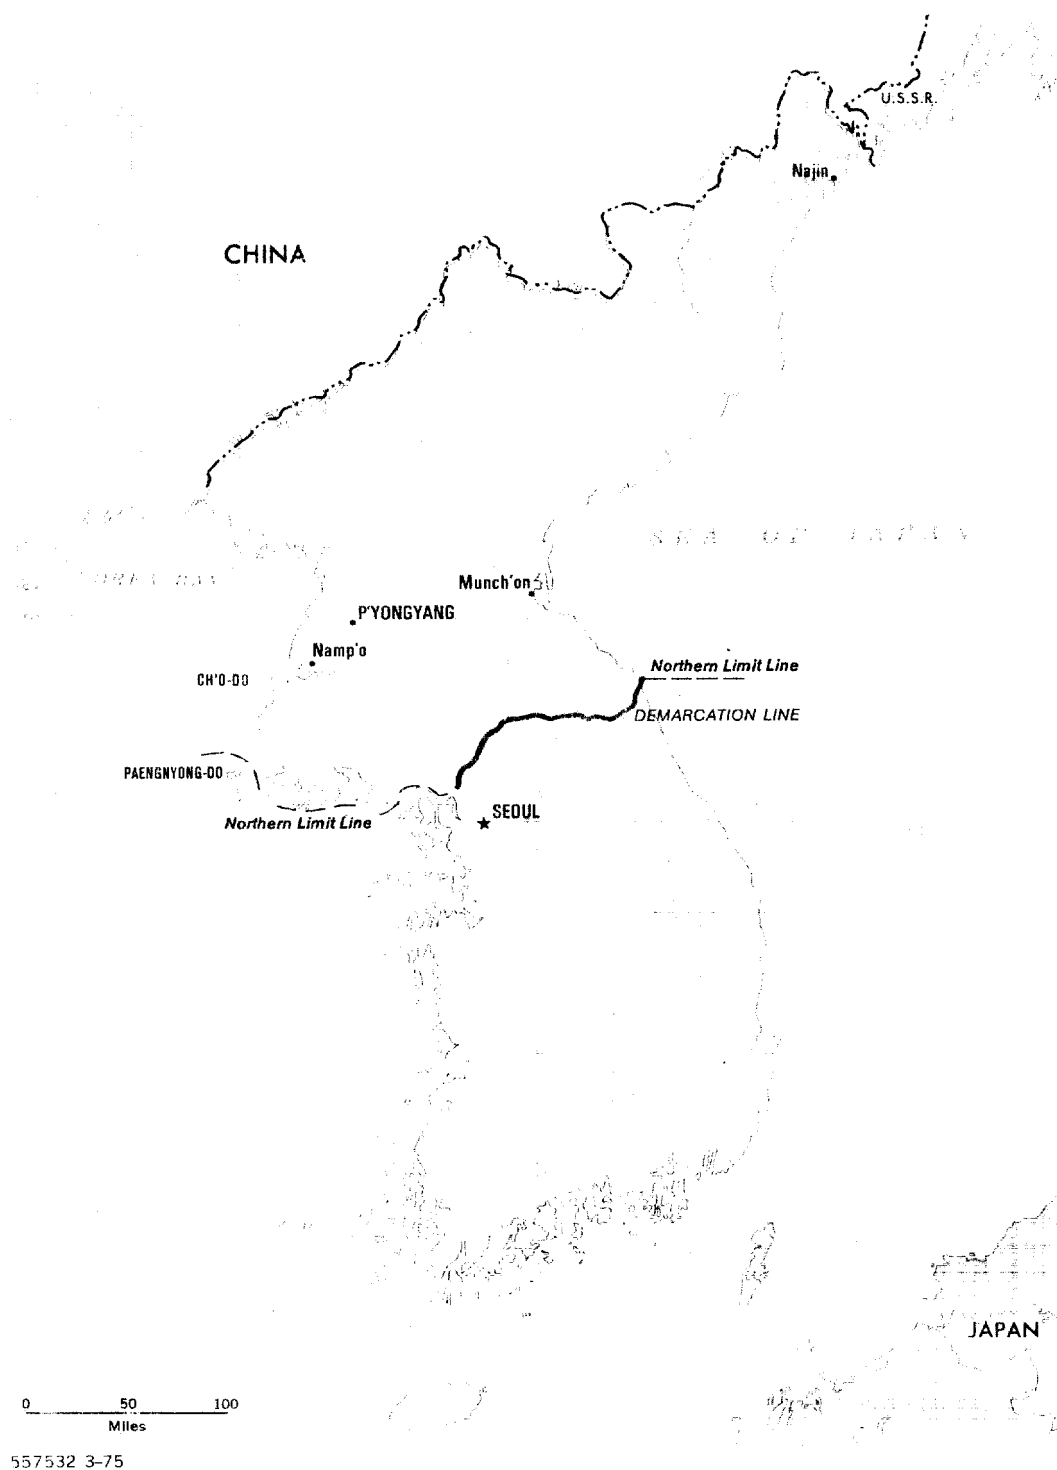 U.S.S.R.
Najin
CHINA
Munch'on
P'YONGYANG
Namp'o
Northern Limit Line
CH'O-DO
DEMARCATION LINE
PAENGNYONG-DO
SEOUL
Northern Limit Line
JAPAN
0 50 100
Miles
557532 3-75